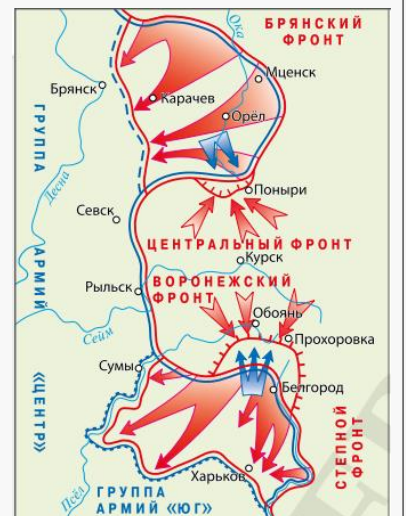 БРЯНСКИЙ
ФРОНТ
Ока
Мценск
Брянск
Карачев
Орёл
ГРУППА
АРМИЙ
«ЦЕНТР»
Десна
Поныри
Севск
ЦЕНТРАЛЬНЫЙ ФРОНТ
Курск
ВОРОНЕЖСКИЙ
ФРОНТ
Рыльск
Обоянь
Сейм
Прохоровка
Сумы
Белгород
СТЕПНОЙ
ФРОНТ
Харьков
Псёл
ГРУППА
АРМИЙ «ЮГ»